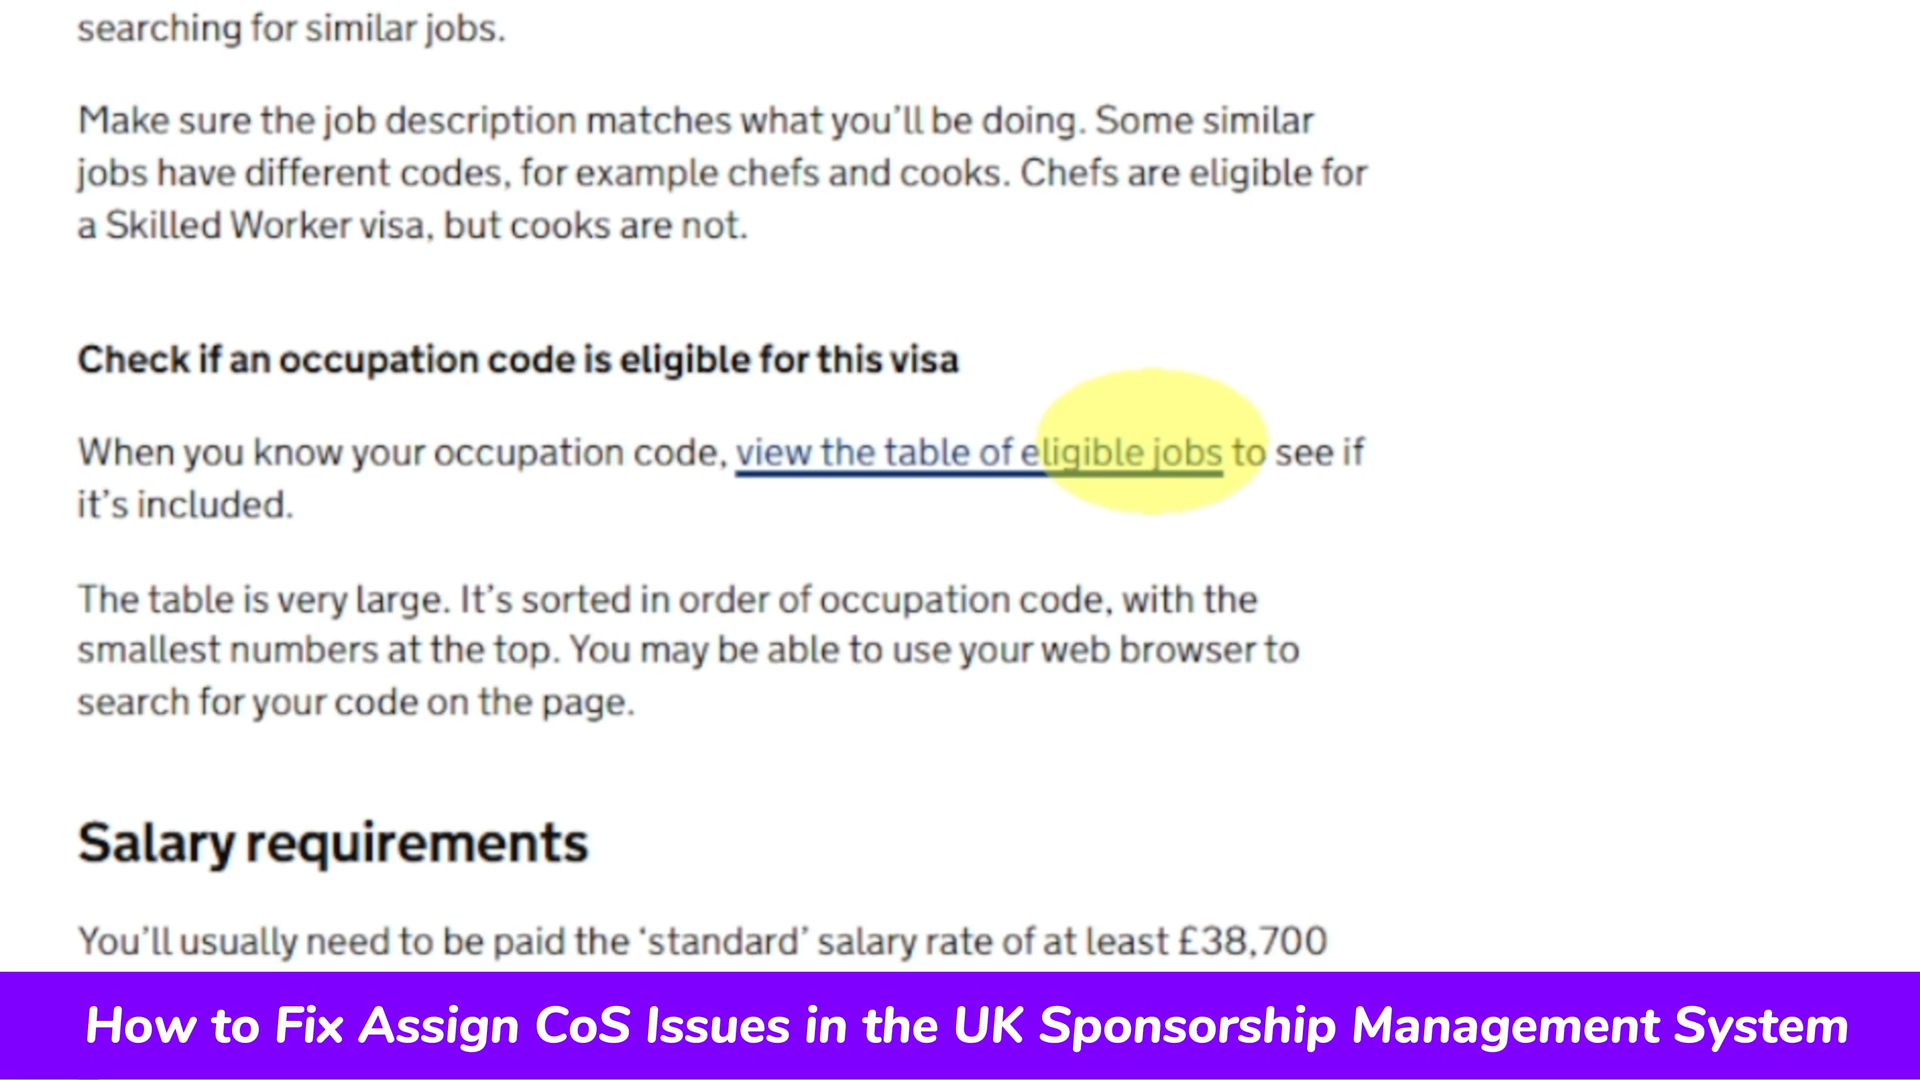 searching for similar jobs.
Make sure the job description matches what you’ll be doing. Some similar
jobs have different codes, for example chefs and cooks. Chefs are eligible for
a Skilled Worker visa, but cooks are not.
Check if an occupation code is eligible for this visa
When you know your occupation code, view the table of eligible jobs to see if
it’s included.
The table is very large. It’s sorted in order of occupation code, with the
smallest numbers at the top. You may be able to use your web browser to
search for your code on the page.
Salary requirements
You’ll usually need to be paid the ‘standard’ salary rate of at least £38,700
How to Fix Assign CoS Issues in the UK Sponsorship Management System